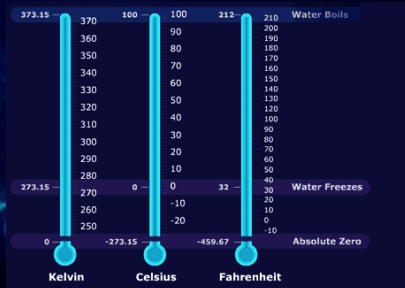 373.15 370 100 100 212 210 Water Boils
200
360 90 190
180
350 80 170
160
340 70 150
330 60 140
130
320 50 120
110
310 40 100
90
300 30 80
290 20 70
60
280 10 50
40
273.15 270 0 0 32 30 Water Freezes
20
260 -10 10
250 -20 0
-10
0 -273.15 -459.67 Absolute Zero
Kelvin Celsius Fahrenheit